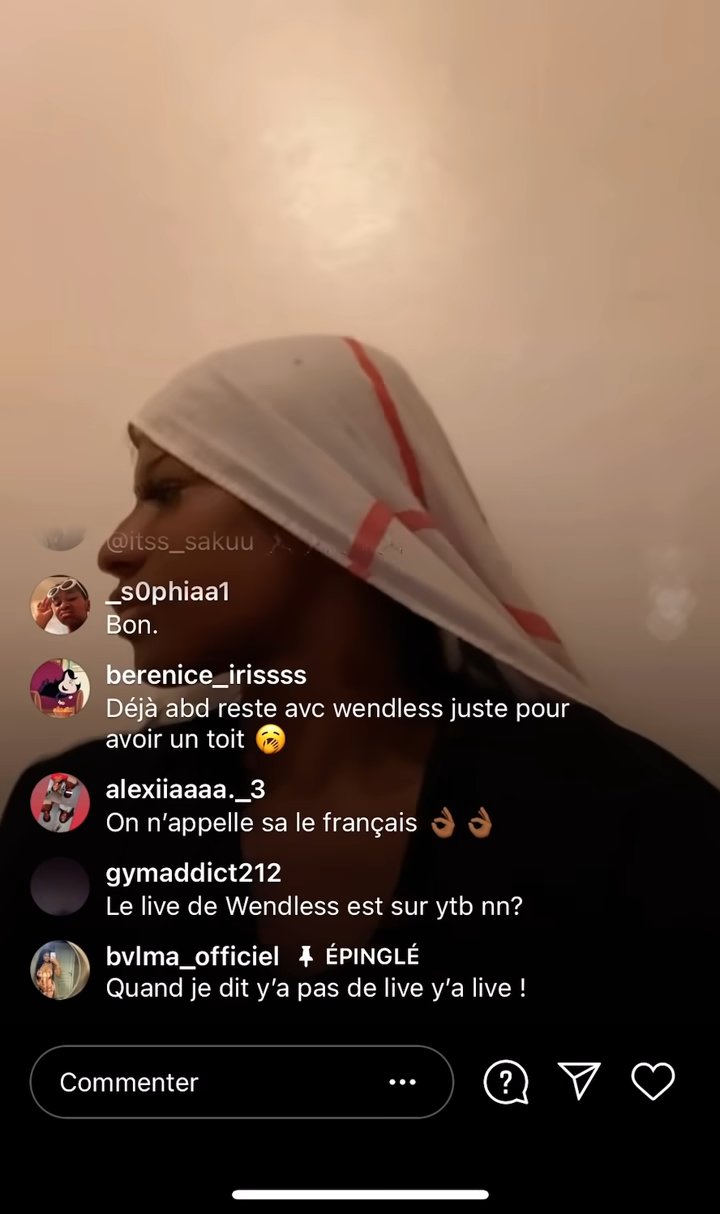 @itss_sakuu
_s0phiaa1
Bon.
berenice_irissss
Déjà abd reste avc wendless juste pour
avoir un toit 🥱
alexiiaaaa._3
On n’appelle sa le français 👌🏽 👌🏽
gymaddict212
Le live de Wendless est sur ytb nn?
bvlma_officiel 📌 ÉPINGLÉ
Quand je dit y’a pas de live y’a live !
Commenter ...